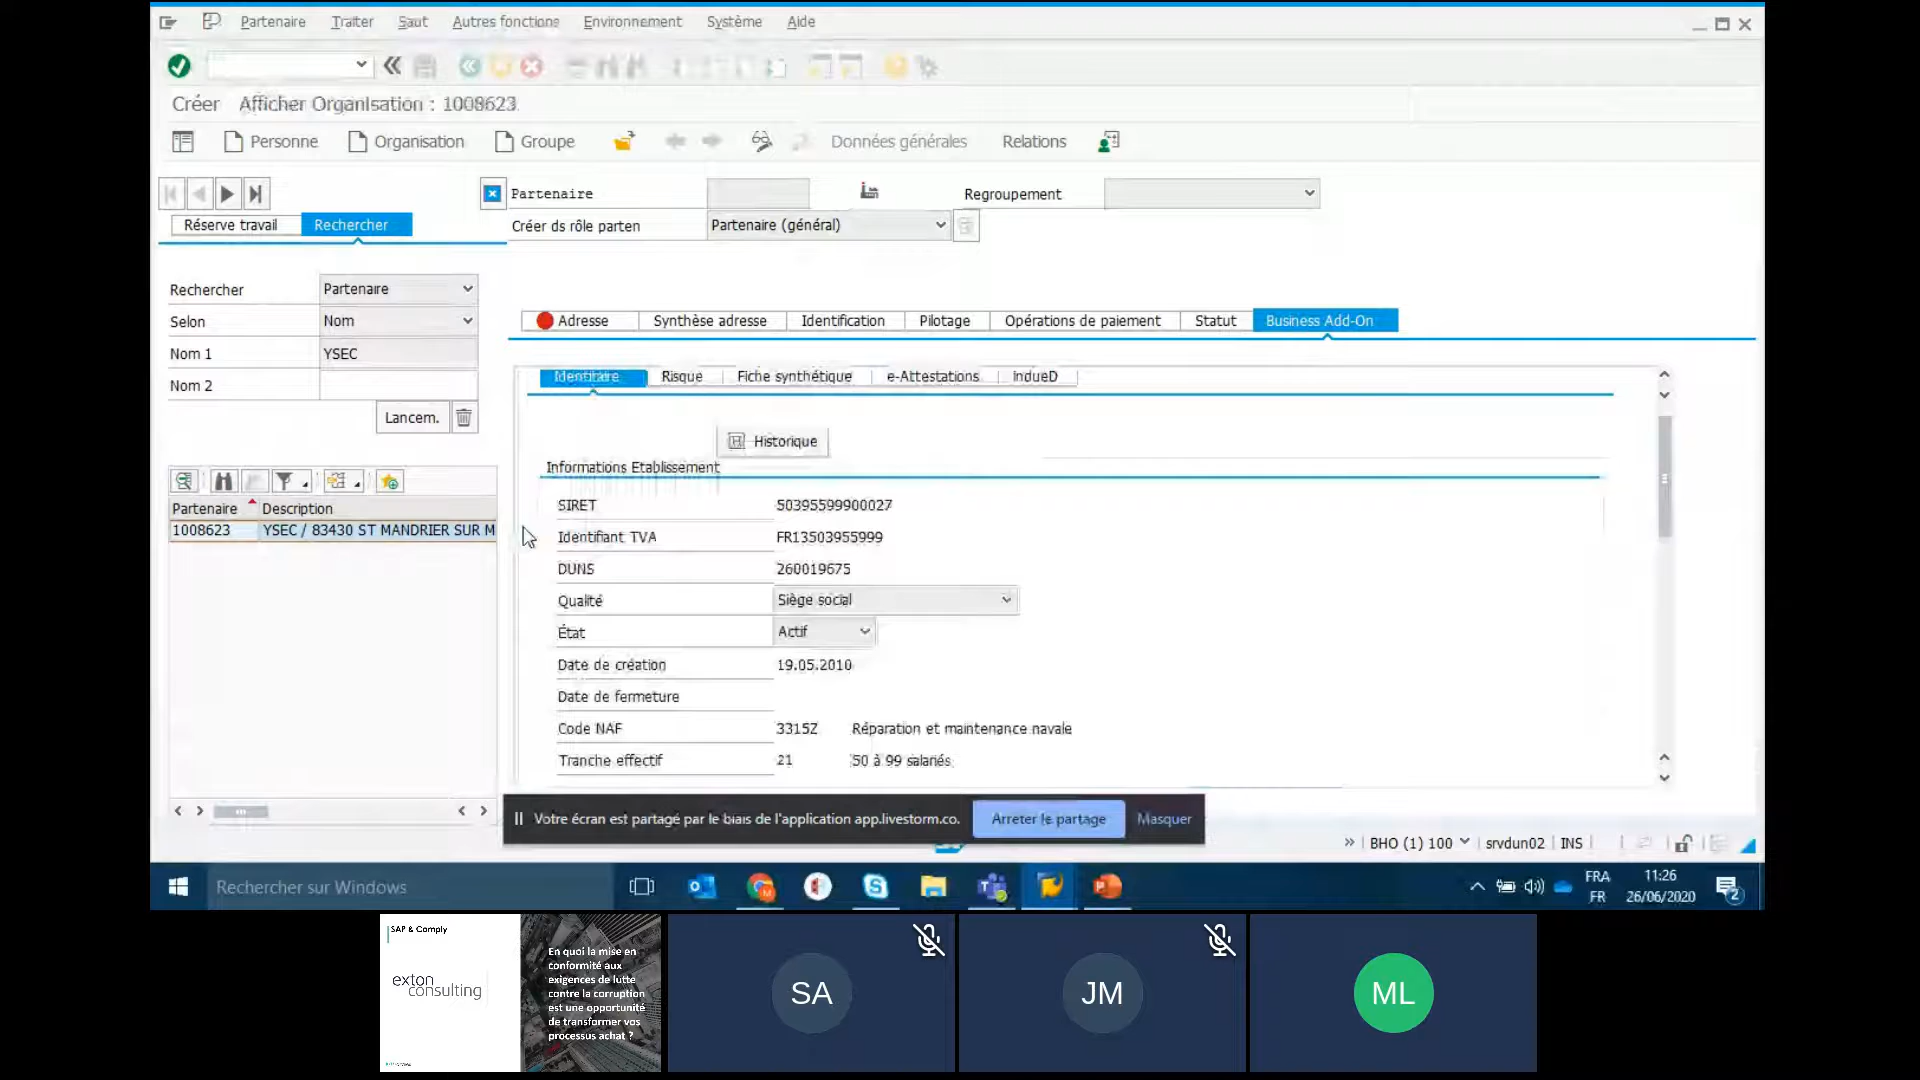 Partenaire Traiter Saut Autres fonctions Environnement Système Aide
Créer Afficher Organisation : 1008623
Personne Organisation Groupe Données générales Relations
Partenaire Regroupement
Réserve travail Rechercher
Créer ds rôle parten Partenaire (général)
Rechercher Partenaire
Selon Nom
Nom 1 YSEC
Nom 2
Lancem.
Partenaire Description
1008623 YSEC / 83430 ST MANDRIER SUR M
Adresse Synthèse adresse Identification Pilotage Opérations de paiement Statut Business Add-On
Identitaire Risque Fiche synthétique e-Attestations indueD
Historique
Informations Etablissement
SIRET 50395599900027
Identifiant TVA FR13503955999
DUNS 260019675
Qualité Siège social
État Actif
Date de création 19.05.2010
Date de fermeture
Code NAF 3315Z Réparation et maintenance navale
Tranche effectif 21 50 à 99 salariés
Votre écran est partagé par le biais de l'application app.livestorm.co. Arrêter le partage Masquer
BHO (1) 100 srvdun02 INS
Rechercher sur Windows
FRA
FR
11:26
26/06/2020
2
SAP & Comply
exton
consulting
En quoi la mise en
conformité aux
exigences de lutte
contre la corruption
est une opportunité
de transformer vos
processus achat ?
SA
JM
ML